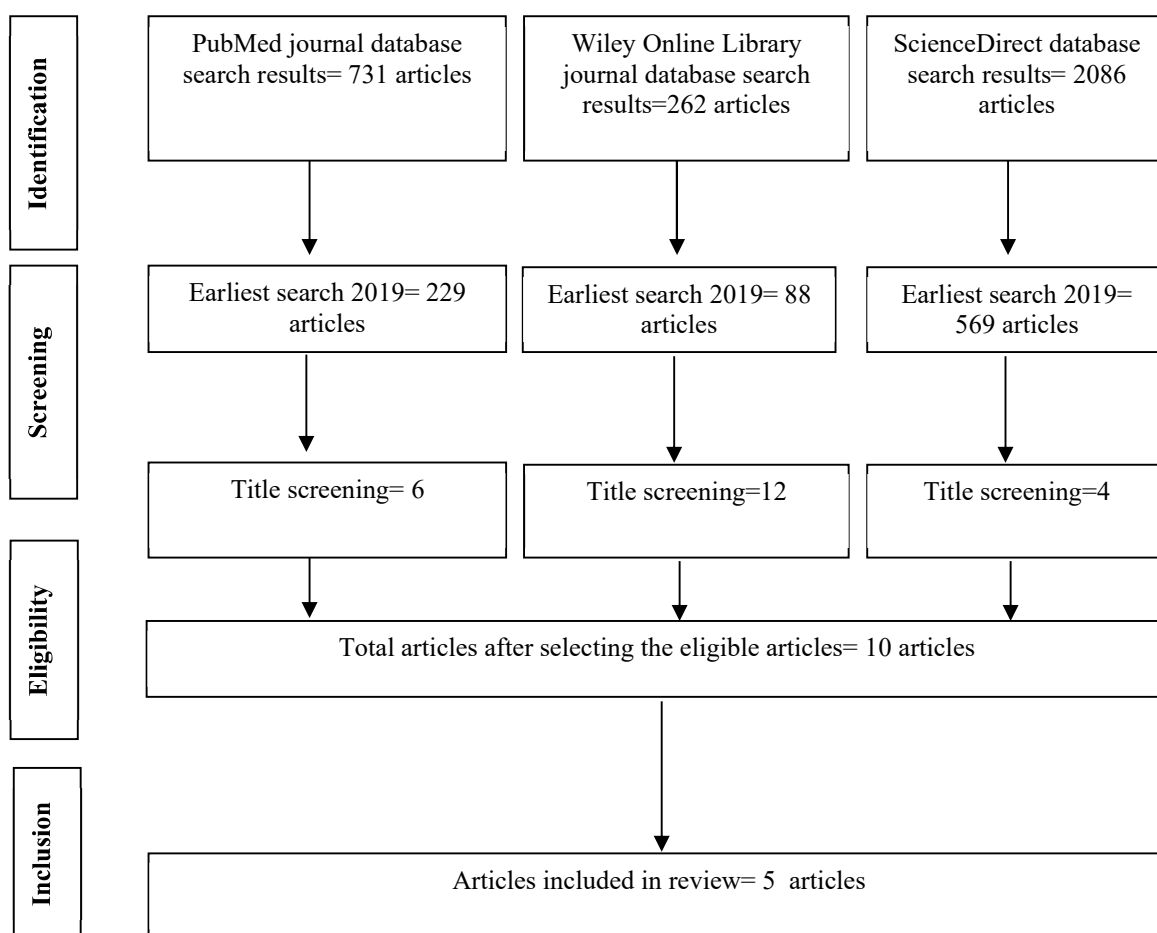 Identification
PubMed journal database
search results= 731 articles
Wiley Online Library
journal database search
results=262 articles
ScienceDirect database
search results= 2086
articles
Screening
Earliest search 2019= 229
articles
Earliest search 2019= 88
articles
Earliest search 2019=
569 articles
Title screening= 6
Title screening=12
Title screening=4
Eligibility
Total articles after selecting the eligible articles= 10 articles
Inclusion
Articles included in review= 5 articles